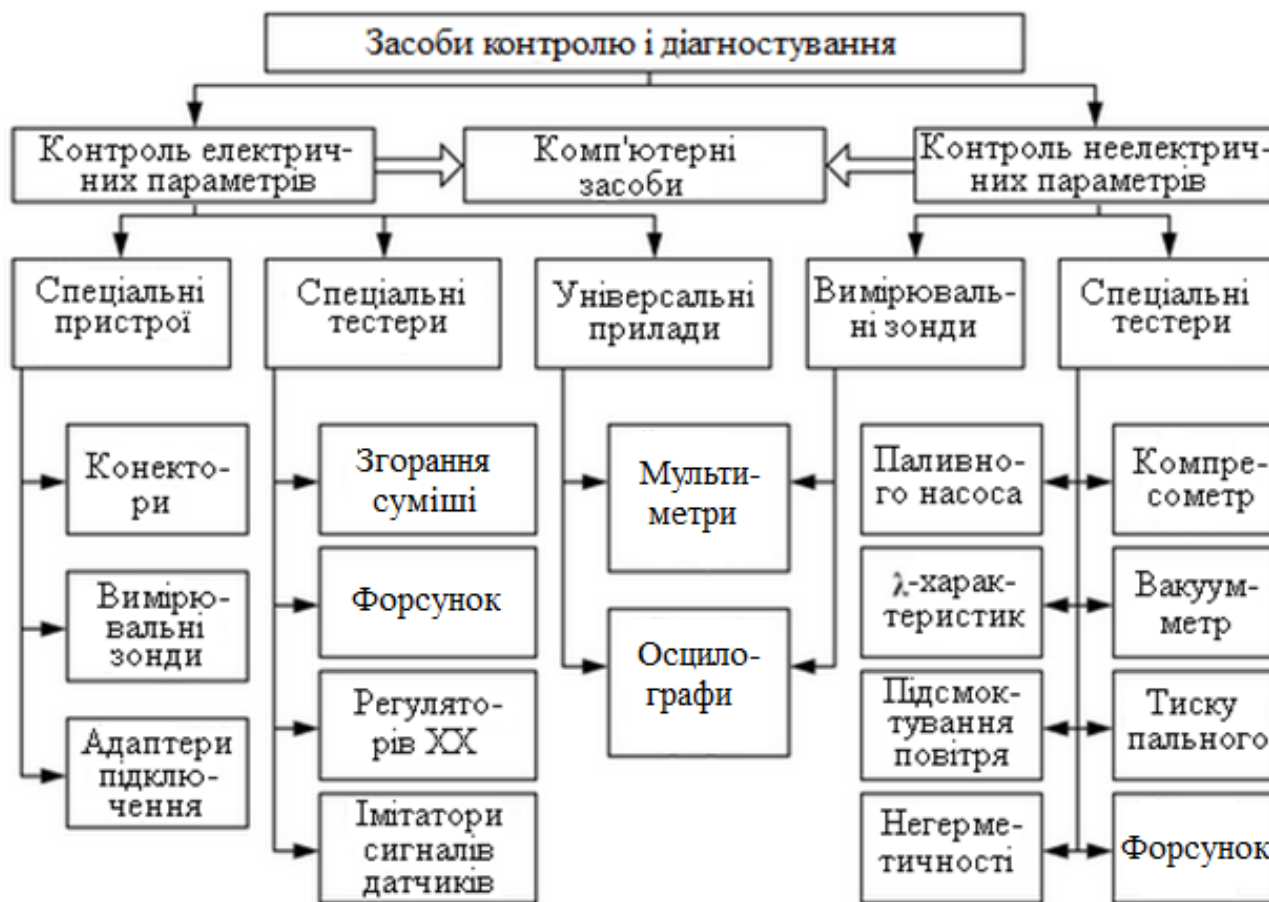 Засоби контролю і діагностування
Контроль електрич-
них параметрів
Комп'ютерні
засоби
Контроль неелектрич-
них параметрів
Спеціальні
пристрої
Спеціальні
тестери
Універсальні
прилади
Вимірюваль-
ні зонди
Спеціальні
тестери
Конекто-
ри
Вимірю-
вальні
зонди
Адаптери
підклю-
чення
Згорання
суміші
Форсунок
Регулято-
рів ХХ
Імітатори
сигналів
датчиків
Мульти-
метри
Осцило-
графи
Паливно-
го насоса
λ-харак-
теристик
Підсмок-
тування
повітря
Негерме-
тичності
Компре-
сометр
Вакуум-
метр
Тиску
пального
Форсунок